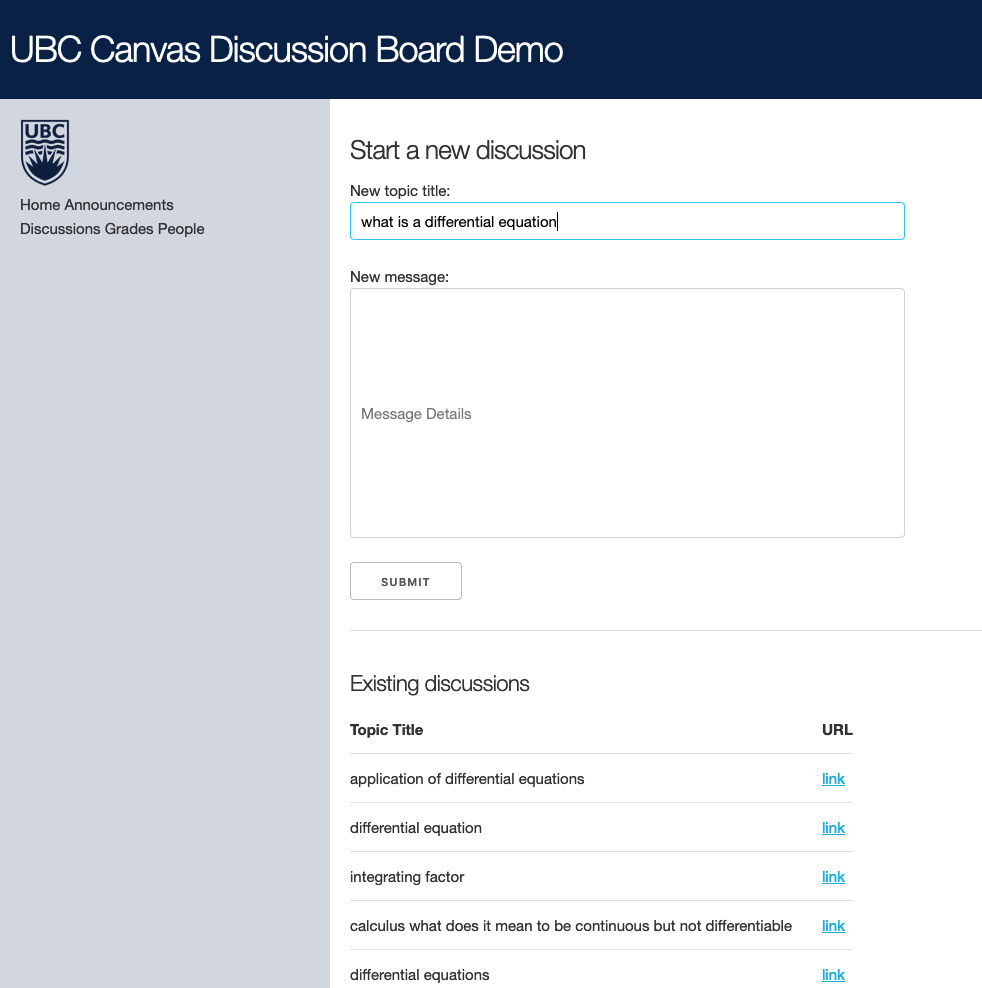 UBC Canvas Discussion Board Demo
UBC
Home Announcements
Discussions Grades People
Start a new discussion
New topic title:
what is a differential equation
New message:
Message Details
SUBMIT
Existing discussions
Topic Title URL
application of differential equations link
differential equation link
integrating factor link
calculus what does it mean to be continuous but not differentiable link
differential equations link